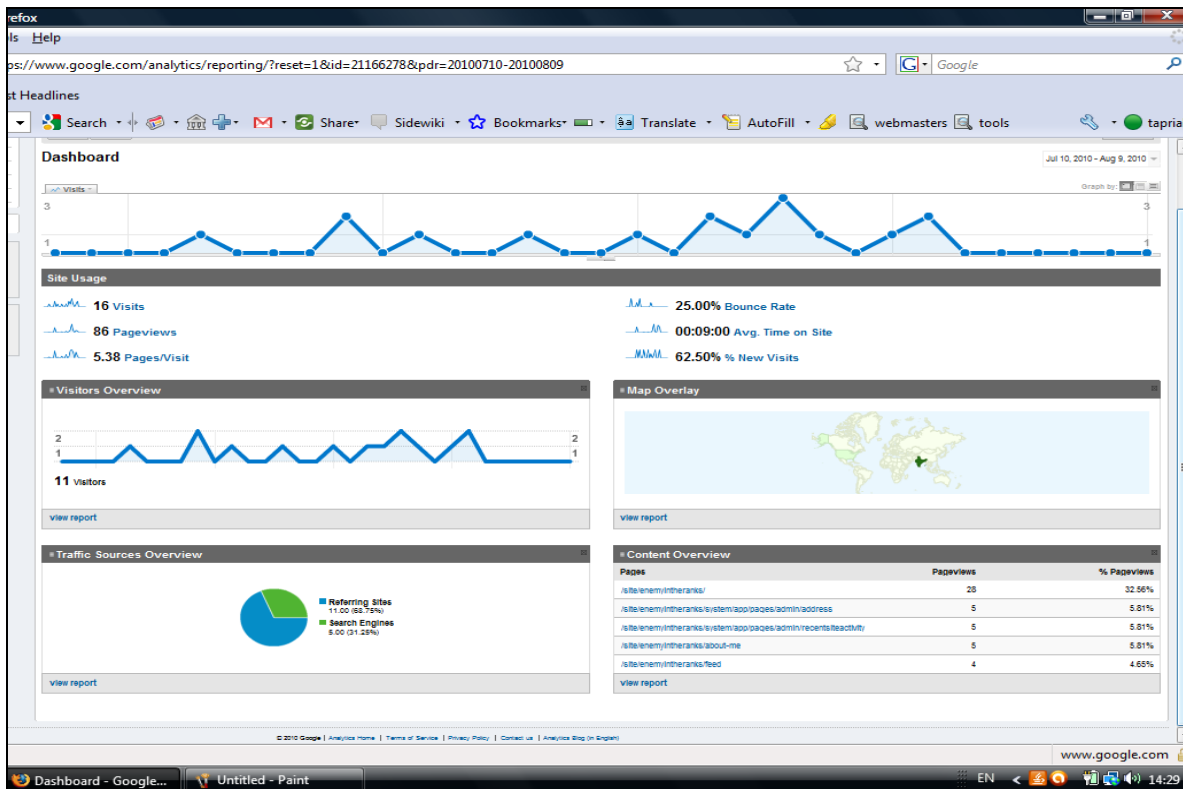 refox
ls Help
ps://www.google.com/analytics/reporting/?reset=1&id=21166278&pdr=20100710-20100809 Google
st Headlines
Search Share Sidewiki Bookmarks Translate AutoFill webmasters tools tapria
Dashboard
Jul 10, 2010 - Aug 9, 2010
Visits
Graph by:
3 3
1 1
Site Usage
16 Visits
25.00% Bounce Rate
86 Pageviews
00:09:00 Avg. Time on Site
5.38 Pages/Visit
62.50% % New Visits
Visitors Overview
2 2
1 1
11 Visitors
view report
Map Overlay
view report
Traffic Sources Overview
Referring Sites
11.00 (68.75%)
Search Engines
5.00 (31.25%)
view report
Content Overview
Pages Pageviews % Pageviews
/site/enemyintheranks/ 28 32.56%
/site/enemyintheranks/system/app/pages/admin/address 5 5.81%
/site/enemyintheranks/system/app/pages/admin/recentsiteactivity 5 5.81%
/site/enemyintheranks/about-me 5 5.81%
/site/enemyintheranks/feed 4 4.65%
view report
© 2010 Google | Analytics Home | Terms of Service | Privacy Policy | Contact us | Analytics Blog (in English)
www.google.com
Dashboard - Google... Untitled - Paint EN 14:29